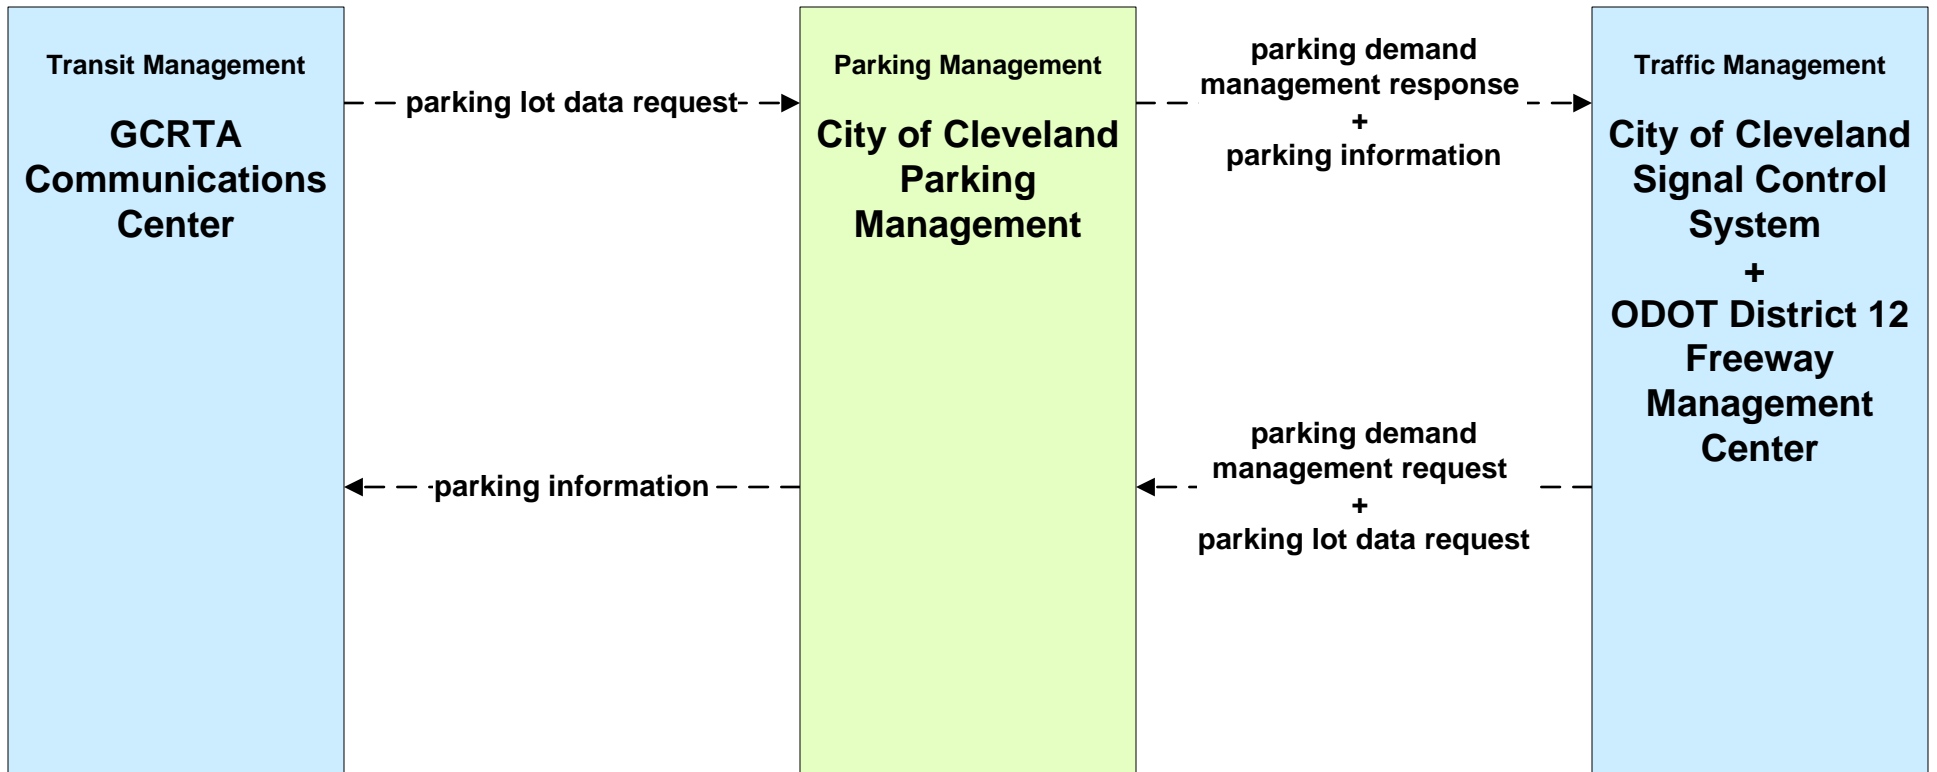 Transit Management
GCRTA
Communications
Center
parking lot data request
parking information
Parking Management
City of Cleveland
Parking
Management
parking demand
management response
+
parking information
parking demand
management request
+
parking lot data request
Traffic Management
City of Cleveland
Signal Control
System
+
ODOT District 12
Freeway
Management
Center